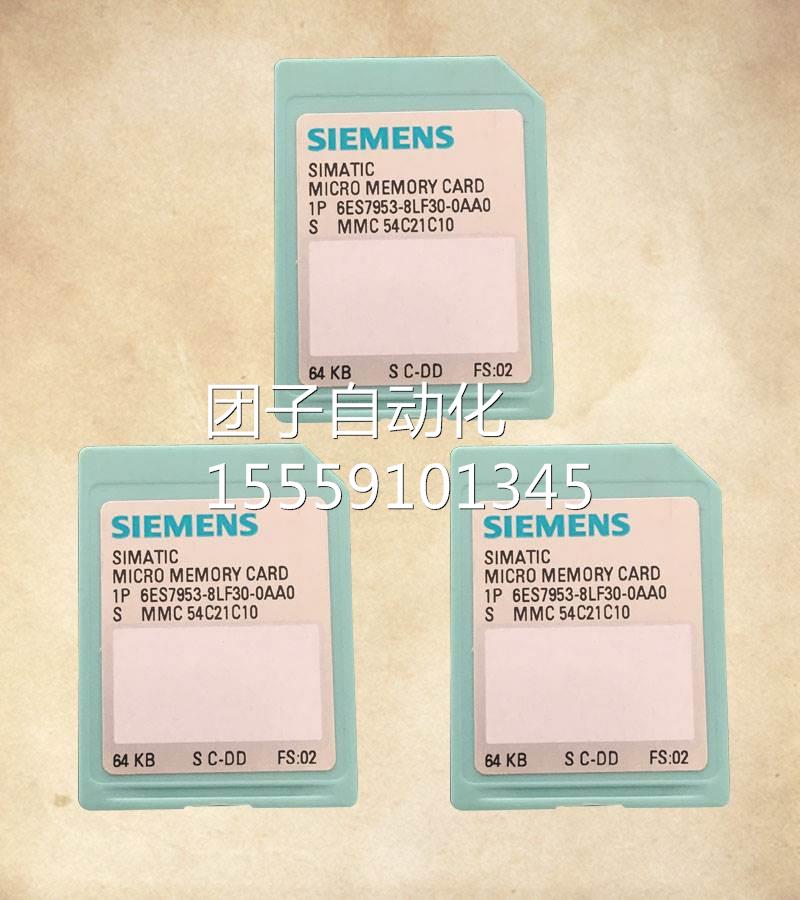 SIEMENS
SIMATIC
MICRO MEMORY CARD
1P 6ES7953-8LF30-0AA0
S MMC 54C21C10
64 KB S C-DD FS:02
团子自动化
15559101345
SIEMENS
SIMATIC
MICRO MEMORY CARD
1P 6ES7953-8LF30-0AA0
S MMC 54C21C10
64 KB S C-DD FS:02
SIEMENS
SIMATIC
MICRO MEMORY CARD
1P 6ES7953-8LF30-0AA0
S MMC 54C21C10
64 KB S C-DD FS:02